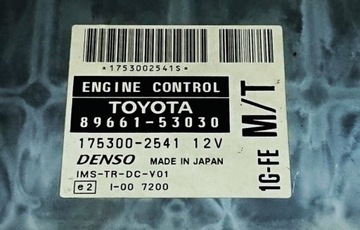 *1753002541S*
ENGINE CONTROL
TOYOTA
89661-53030
175300-2541 12V
DENSO MADE IN JAPAN
IMS-TR-DC-V01
e2 I-00 7200
1G-FE M/T